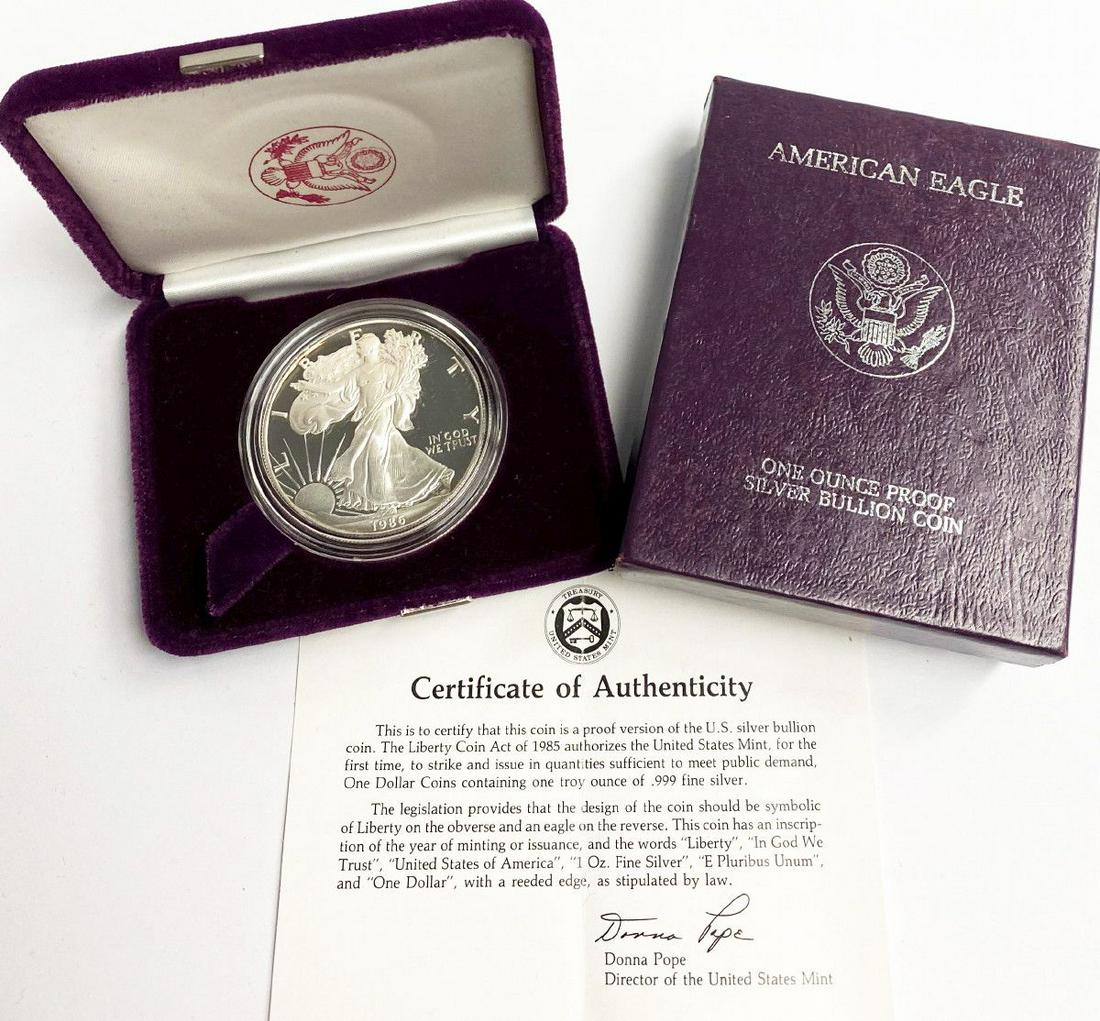 LIBERTY
IN GOD
WE TRUST
1986
AMERICAN EAGLE
ONE OUNCE PROOF
SILVER BULLION COIN
TREASURY
UNITED STATES MINT
Certificate of Authenticity
This is to certify that this coin is a proof version of the U.S. silver bullion
coin. The Liberty Coin Act of 1985 authorizes the United States Mint, for the
first time, to strike and issue in quantities sufficient to meet public demand,
One Dollar Coins containing one troy ounce of .999 fine silver.
The legislation provides that the design of the coin should be symbolic
of Liberty on the obverse and an eagle on the reverse. This coin has an inscrip-
tion of the year of minting or issuance, and the words "Liberty", "In God We
Trust", "United States of America", "1 Oz. Fine Silver", "E Pluribus Unum",
and "One Dollar", with a reeded edge, as stipulated by law.
Donna Pope
Donna Pope
Director of the United States Mint